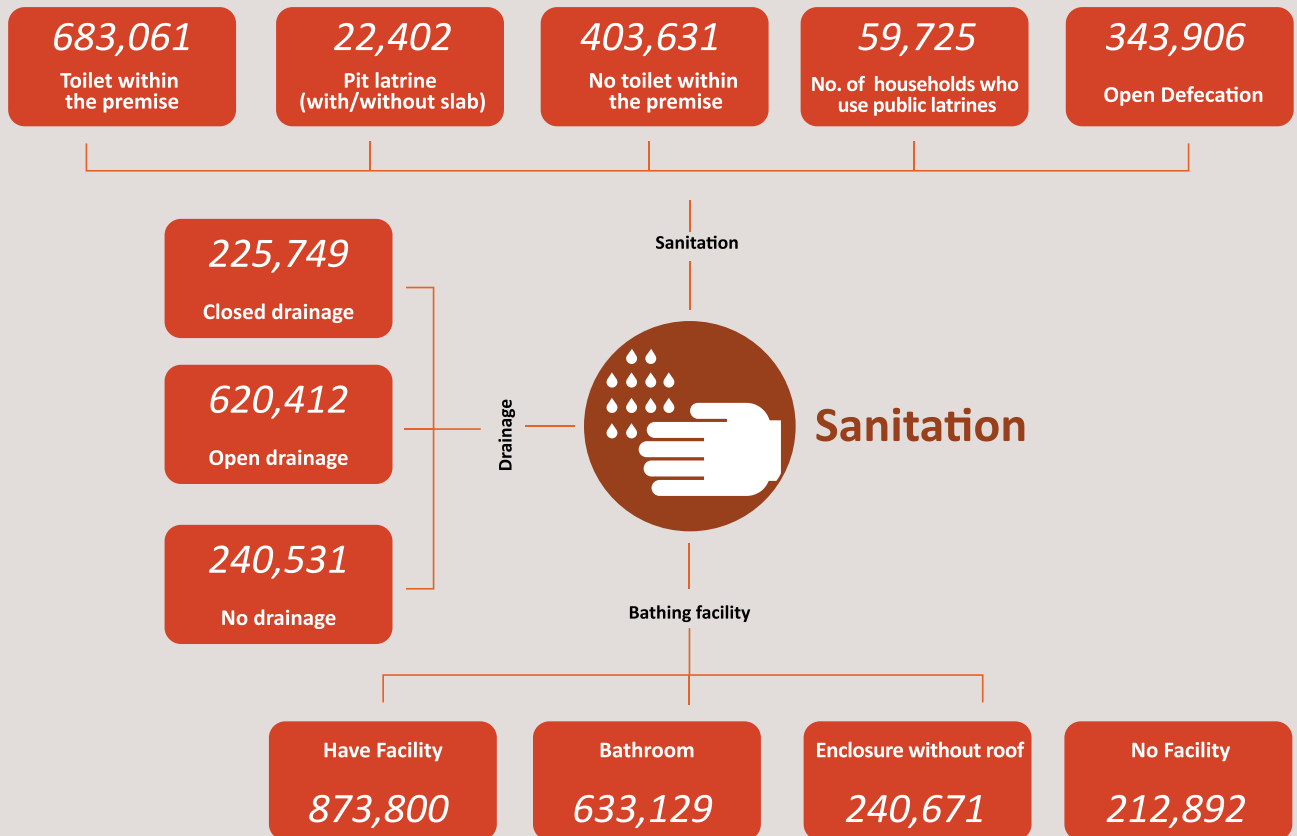 683,061
Toilet within
the premise
22,402
Pit latrine
(with/without slab)
403,631
No toilet within
the premise
59,725
No. of households who
use public latrines
343,906
Open Defecation
Sanitation
225,749
Closed drainage
620,412
Open drainage
240,531
No drainage
Drainage
Sanitation
Bathing facility
Have Facility
873,800
Bathroom
633,129
Enclosure without roof
240,671
No Facility
212,892